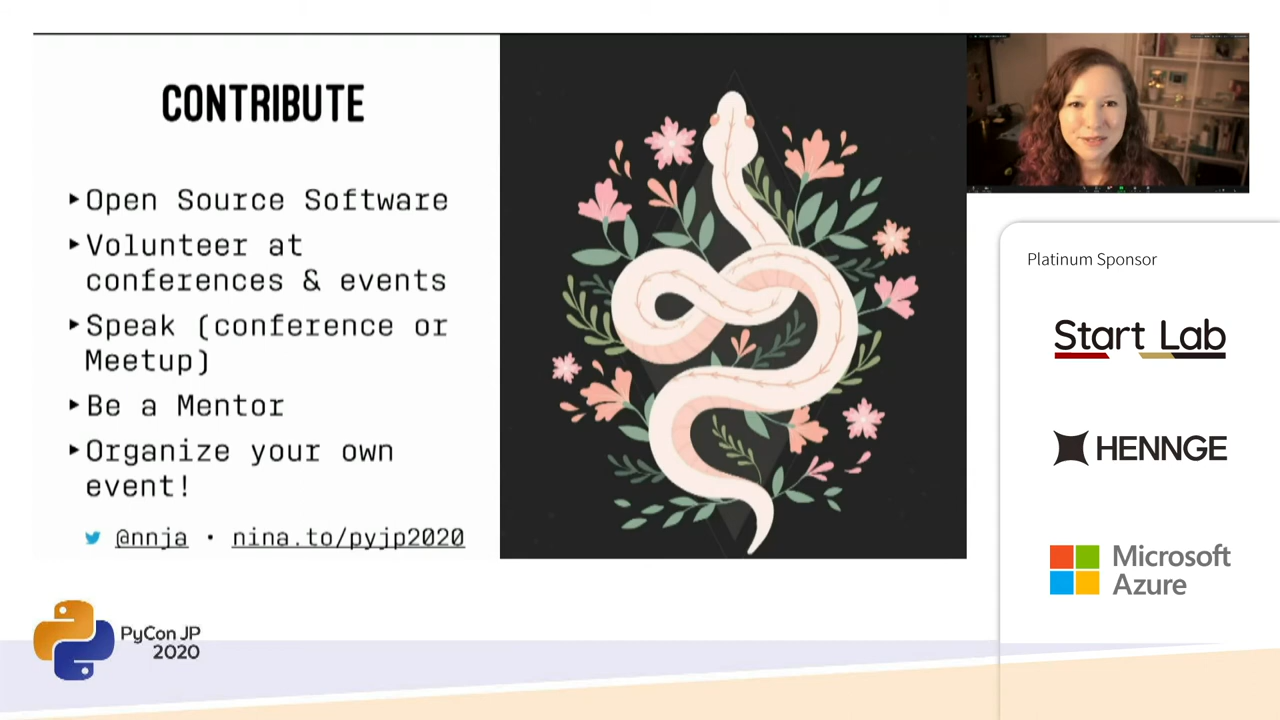 CONTRIBUTE
Open Source Software
Volunteer at
conferences & events
Speak (conference or
Meetup)
Be a Mentor
Organize your own
event!
@nnja • nina.to/pyjp2020
Platinum Sponsor
Start Lab
HENNGE
Microsoft
Azure
PyCon JP
2020